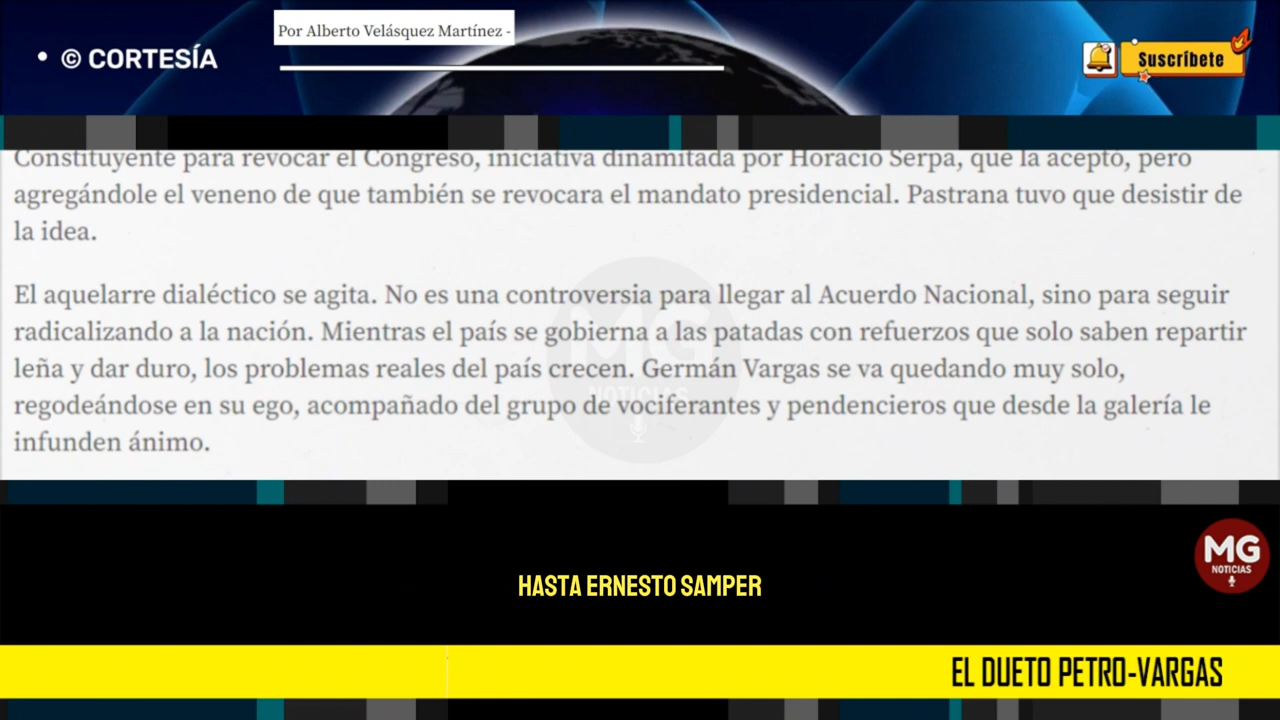 Por Alberto Velásquez Martínez -
• © CORTESÍA
Suscríbete
Constituyente para revocar el Congreso, iniciativa dinamitada por Horacio Serpa, que la aceptó, pero
agregándole el veneno de que también se revocara el mandato presidencial. Pastrana tuvo que desistir de
la idea.
El aquelarre dialéctico se agita. No es una controversia para llegar al Acuerdo Nacional, sino para seguir
radicalizando a la nación. Mientras el país se gobierna a las patadas con refuerzos que solo saben repartir
leña y dar duro, los problemas reales del país crecen. Germán Vargas se va quedando muy solo,
regodeándose en su ego, acompañado del grupo de vociferantes y pendencieros que desde la galería le
infunden ánimo.
MG
NOTICIAS
HASTA ERNESTO SAMPER
MG
NOTICIAS
EL DUETO PETRO-VARGAS